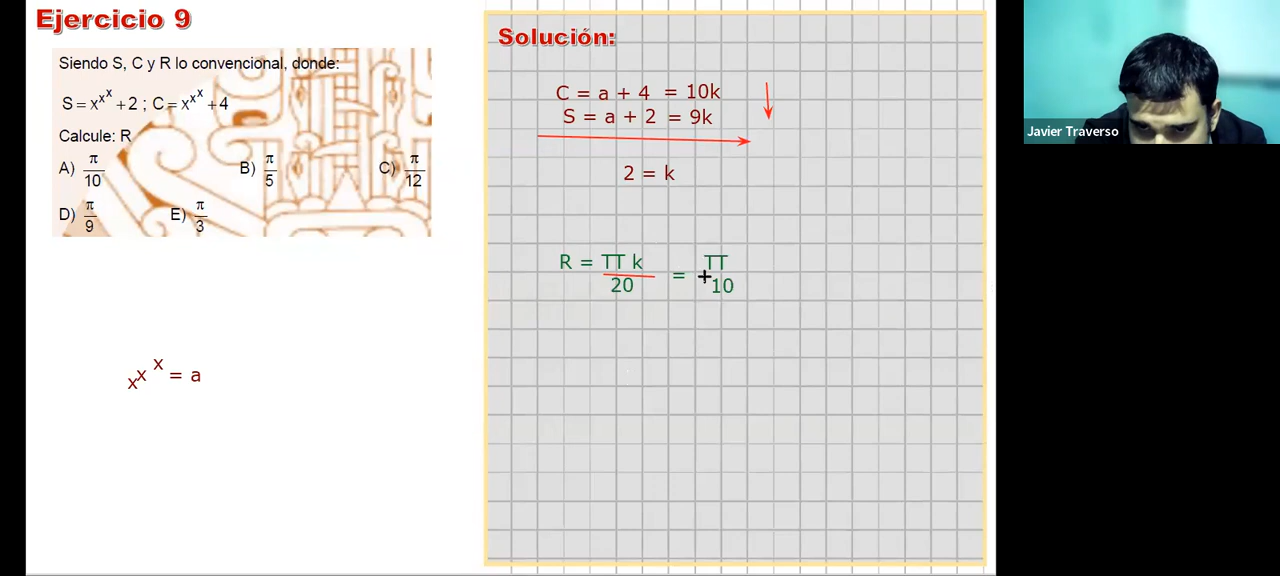 Ejercicio 9
Siendo S, C y R lo convencional, donde:
S = x^x^x + 2 ; C = x^x^x + 4
Calcule: R
A) π/10 B) π/5 C) π/12
D) π/9 E) π/3
x^x^x = a
Solución:
C = a + 4 = 10k
S = a + 2 = 9k
2 = k
R = π k/20 = π/10
Javier Traverso